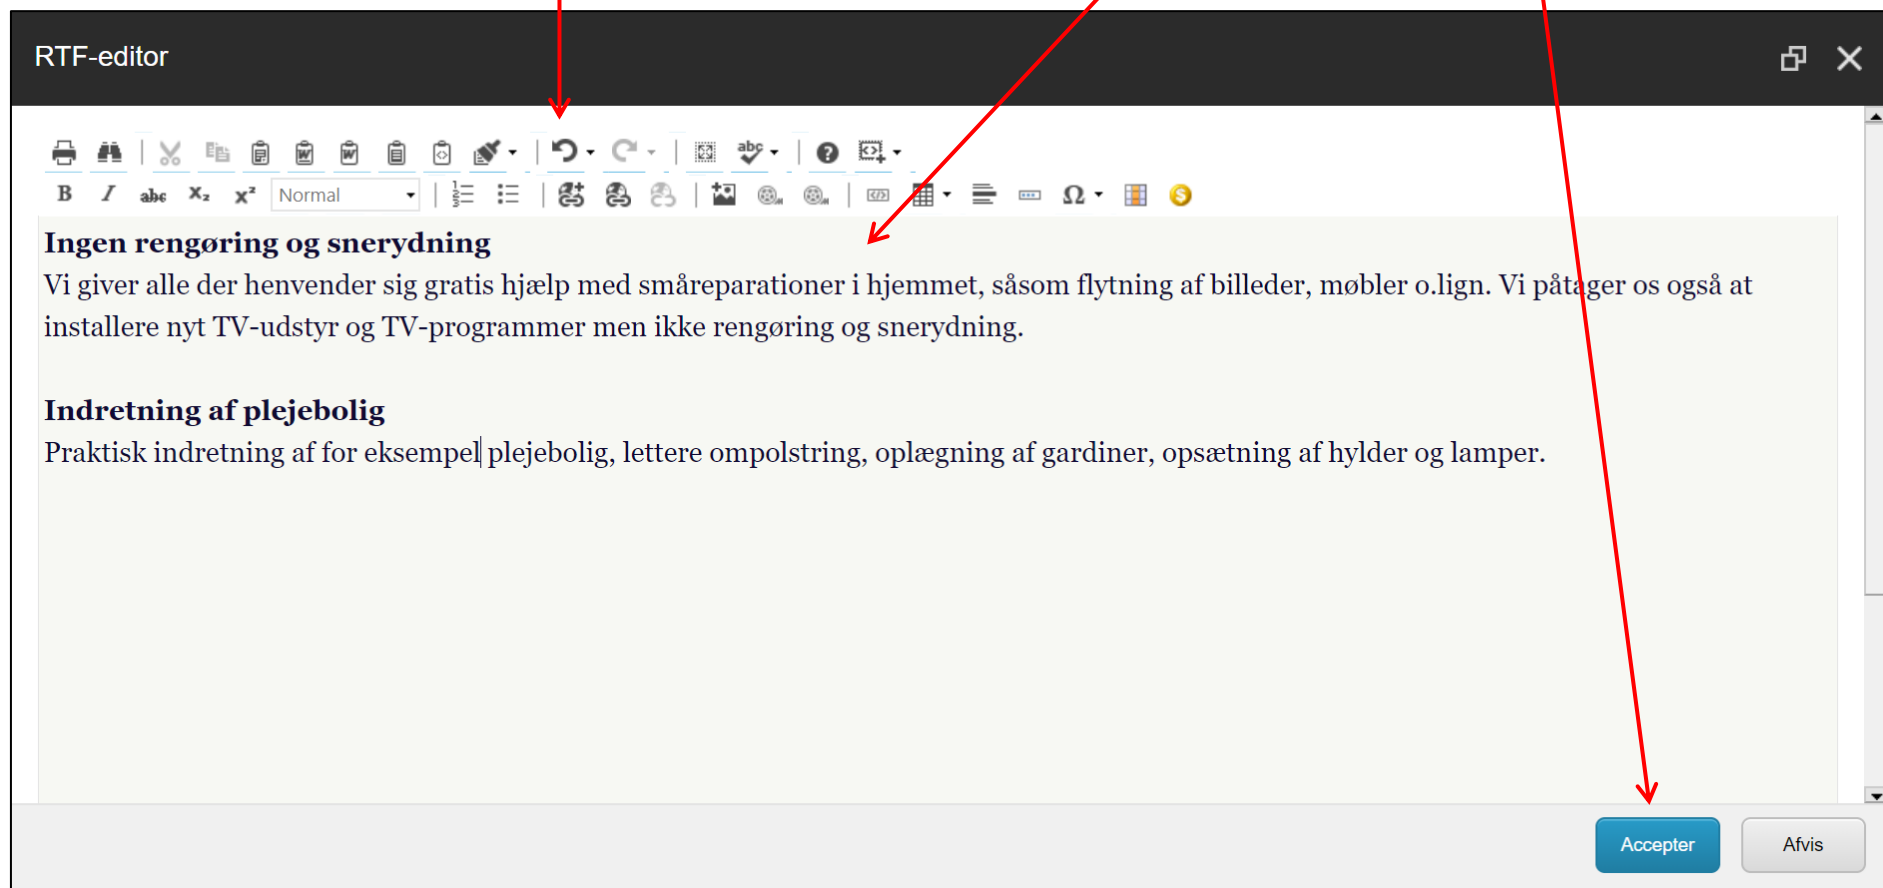 RTF-editor
B I abc X₂ X² Normal Ω
Ingen rengøring og snerydning
Vi giver alle der henvender sig gratis hjælp med småreparationer i hjemmet, såsom flytning af billeder, møbler o.lign. Vi påtager os også at
installere nyt TV-udstyr og TV-programmer men ikke rengøring og snerydning.
Indretning af plejebolig
Praktisk indretning af for eksempel plejebolig, lettere ompolstring, oplægning af gardiner, opsætning af hylder og lamper.
Accepter Afvis